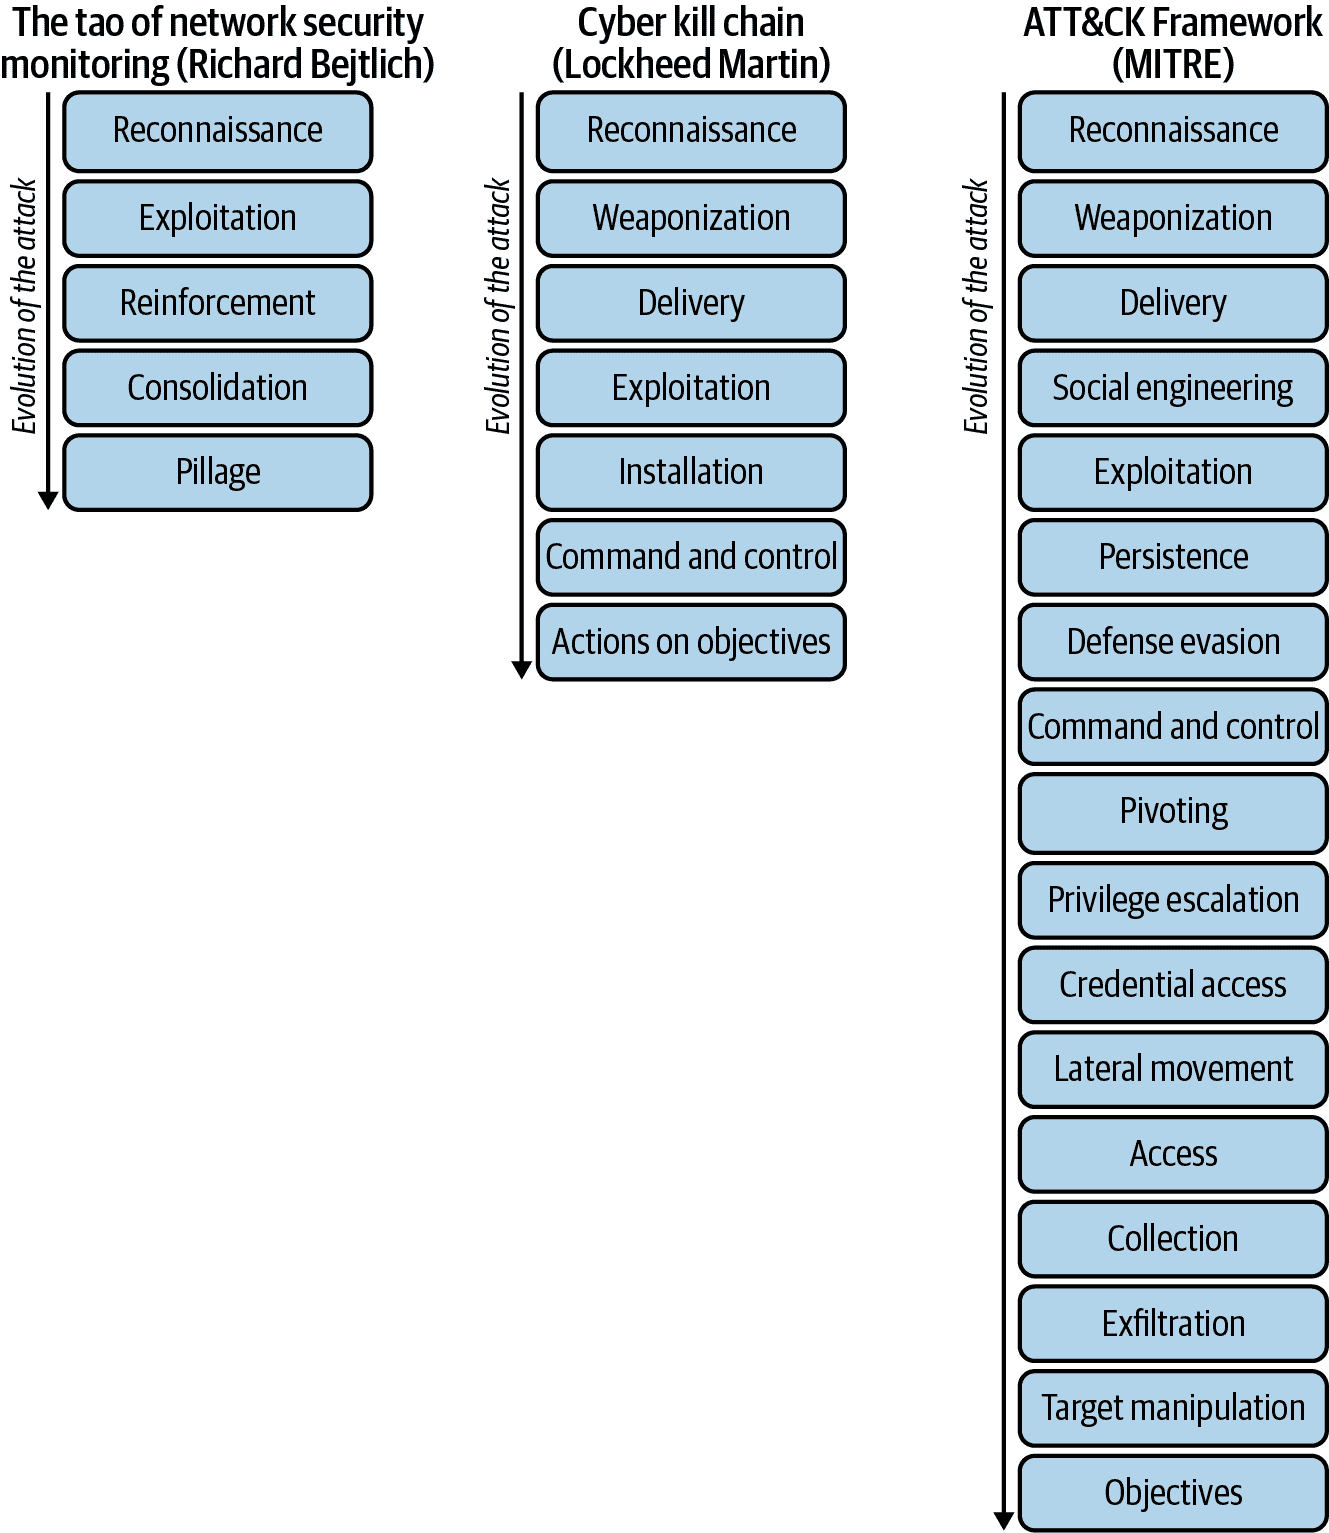 The tao of network security
monitoring (Richard Bejtlich)
Evolution of the attack
Reconnaissance
Exploitation
Reinforcement
Consolidation
Pillage
Cyber kill chain
(Lockheed Martin)
Evolution of the attack
Reconnaissance
Weaponization
Delivery
Exploitation
Installation
Command and control
Actions on objectives
ATT&CK Framework
(MITRE)
Evolution of the attack
Reconnaissance
Weaponization
Delivery
Social engineering
Exploitation
Persistence
Defense evasion
Command and control
Pivoting
Privilege escalation
Credential access
Lateral movement
Access
Collection
Exfiltration
Target manipulation
Objectives